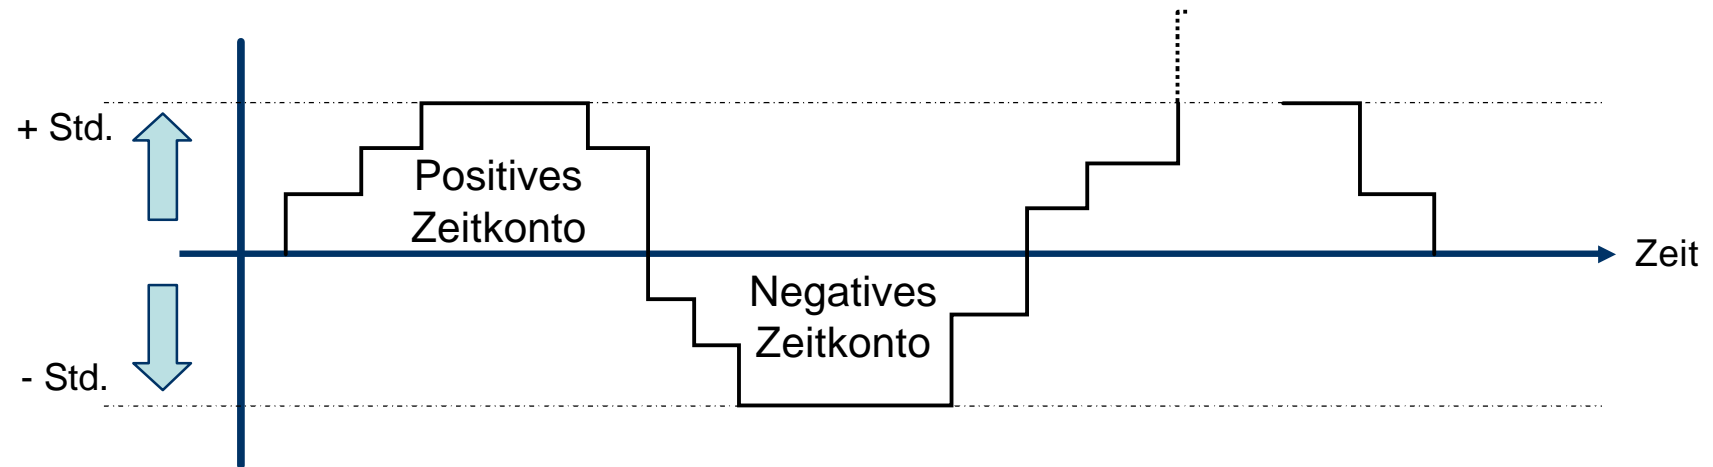 + Std.
Positives
Zeitkonto
Zeit
Negatives
Zeitkonto
- Std.